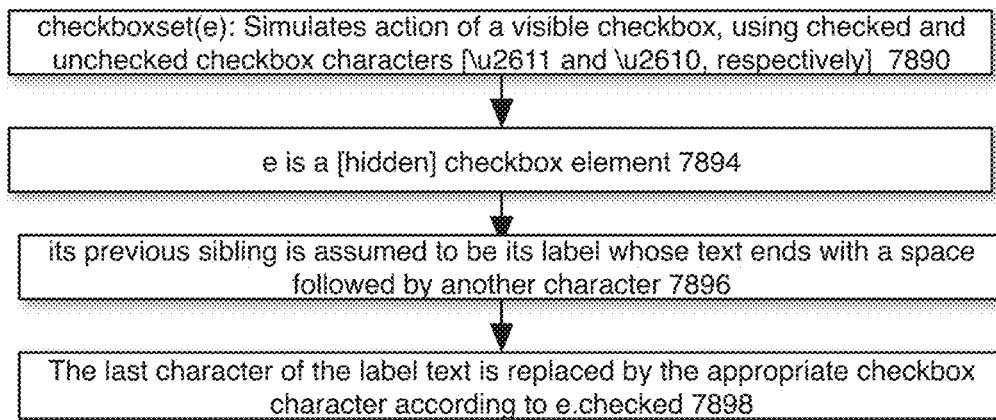 checkboxset(e): Simulates action of a visible checkbox, using checked and
unchecked checkbox characters [\u2611 and \u2610, respectively] 7890
e is a [hidden] checkbox element 7894
its previous sibling is assumed to be its label whose text ends with a space
followed by another character 7896
The last character of the label text is replaced by the appropriate checkbox
character according to e.checked 7898